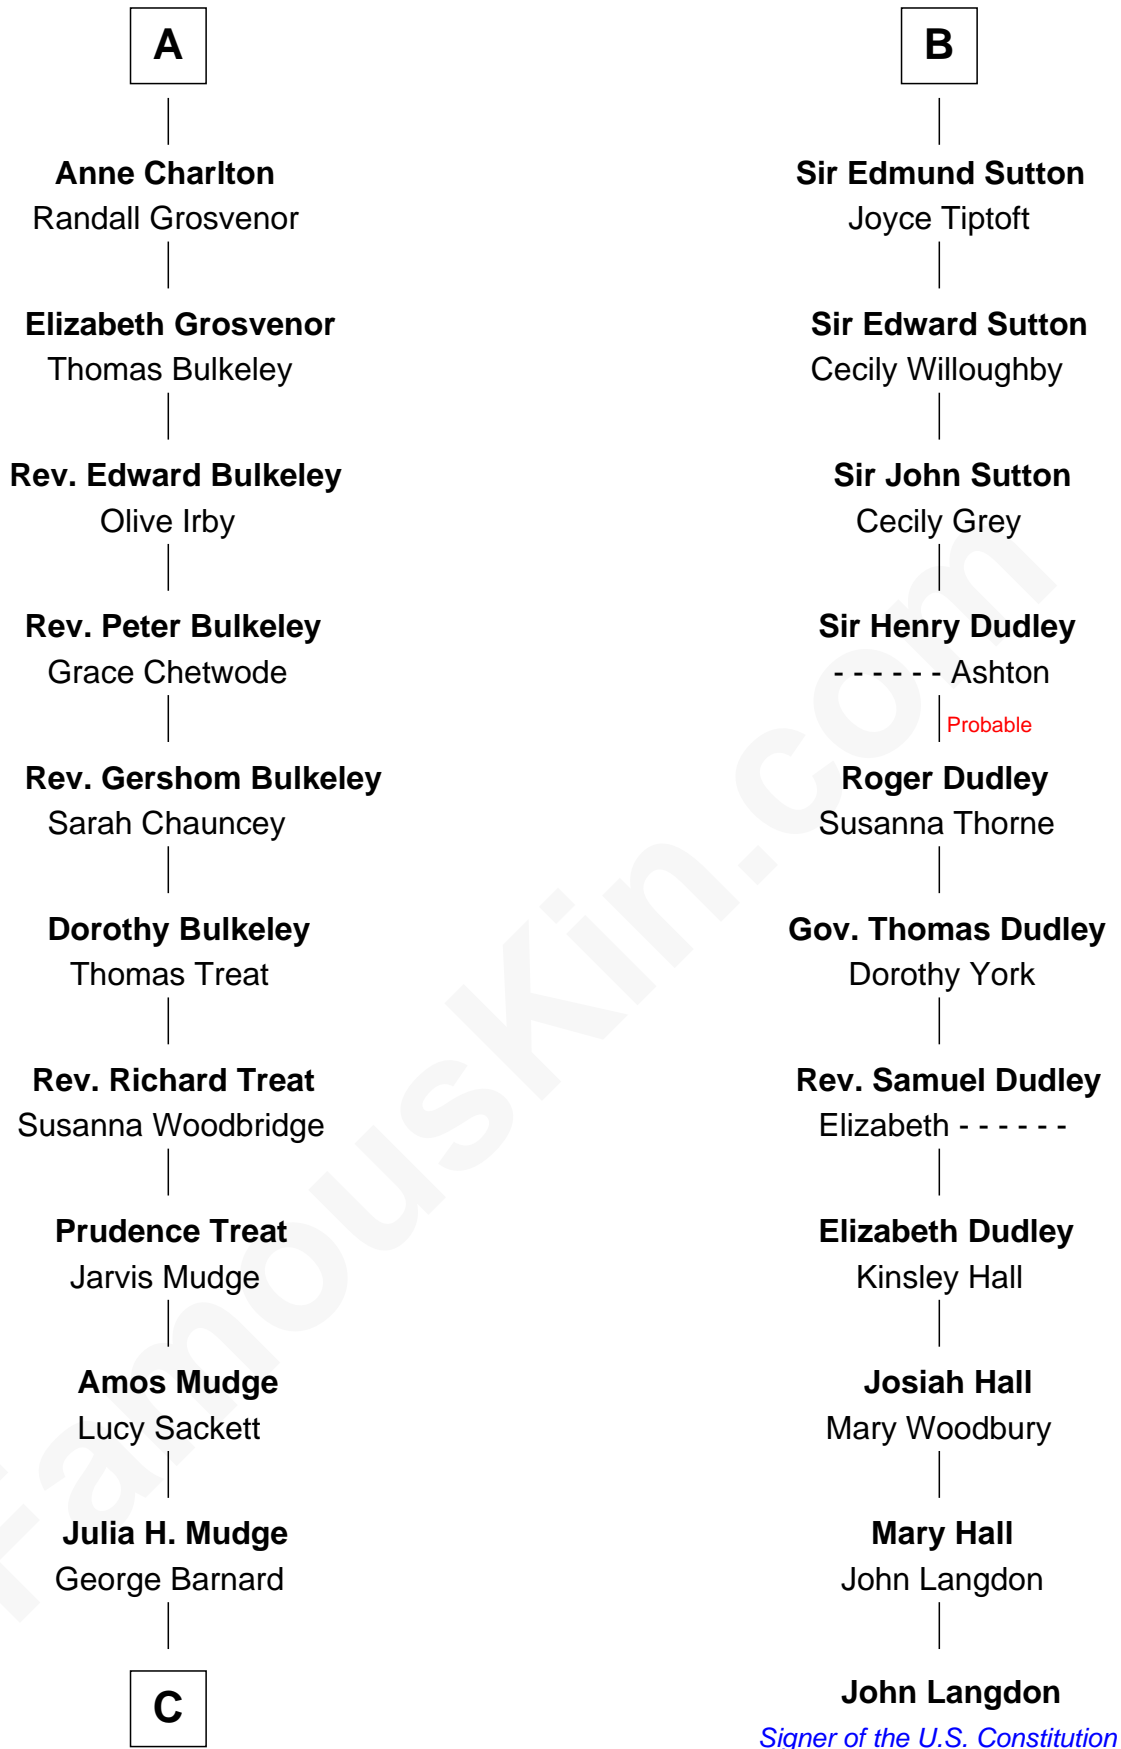 A
Anne Charlton
Randall Grosvenor
Elizabeth Grosvenor
Thomas Bulkeley
Rev. Edward Bulkeley
Olive Irby
Rev. Peter Bulkeley
Grace Chetwode
Rev. Gershom Bulkeley
Sarah Chauncey
Dorothy Bulkeley
Thomas Treat
Rev. Richard Treat
Susanna Woodbridge
Prudence Treat
Jarvis Mudge
Amos Mudge
Lucy Sackett
Julia H. Mudge
George Barnard
C
B
Sir Edmund Sutton
Joyce Tiptoft
Sir Edward Sutton
Cecily Willoughby
Sir John Sutton
Cecily Grey
Sir Henry Dudley
- - - - - - Ashton
Probable
Roger Dudley
Susanna Thorne
Gov. Thomas Dudley
Dorothy York
Rev. Samuel Dudley
Elizabeth - - - - - -
Elizabeth Dudley
Kinsley Hall
Josiah Hall
Mary Woodbury
Mary Hall
John Langdon
John Langdon
Signer of the U.S. Constitution
FamousKin.com